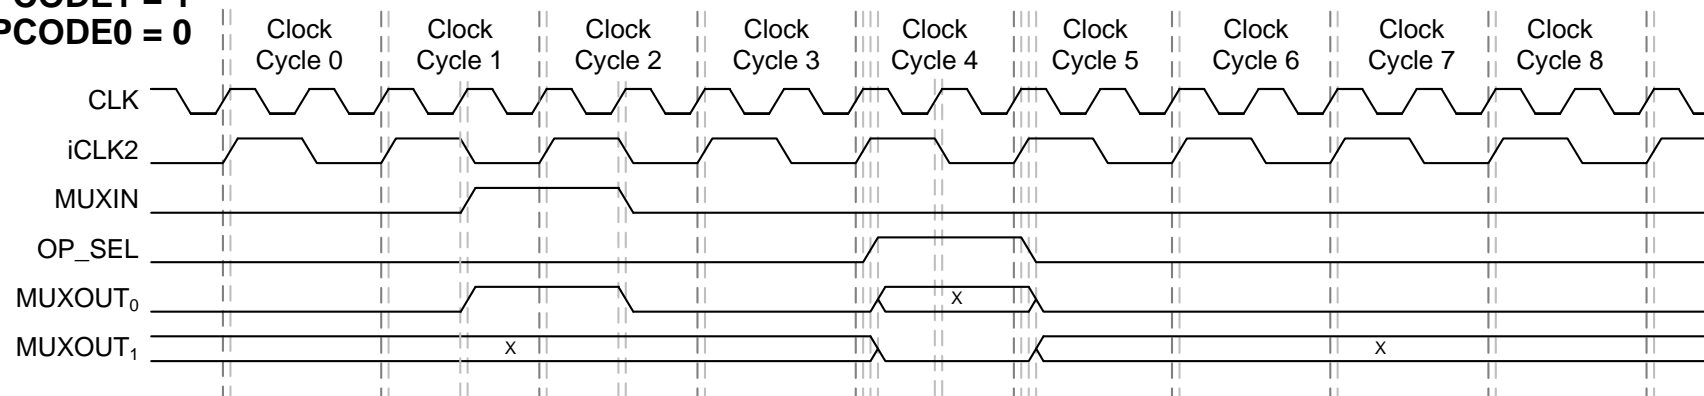 PCODE0 = 0
Clock Clock Clock Clock Clock Clock Clock Clock Clock
Cycle 0 Cycle 1 Cycle 2 Cycle 3 Cycle 4 Cycle 5 Cycle 6 Cycle 7 Cycle 8
CLK
iCLK2
MUXIN
OP_SEL
MUXOUT0 X
MUXOUT1 X X